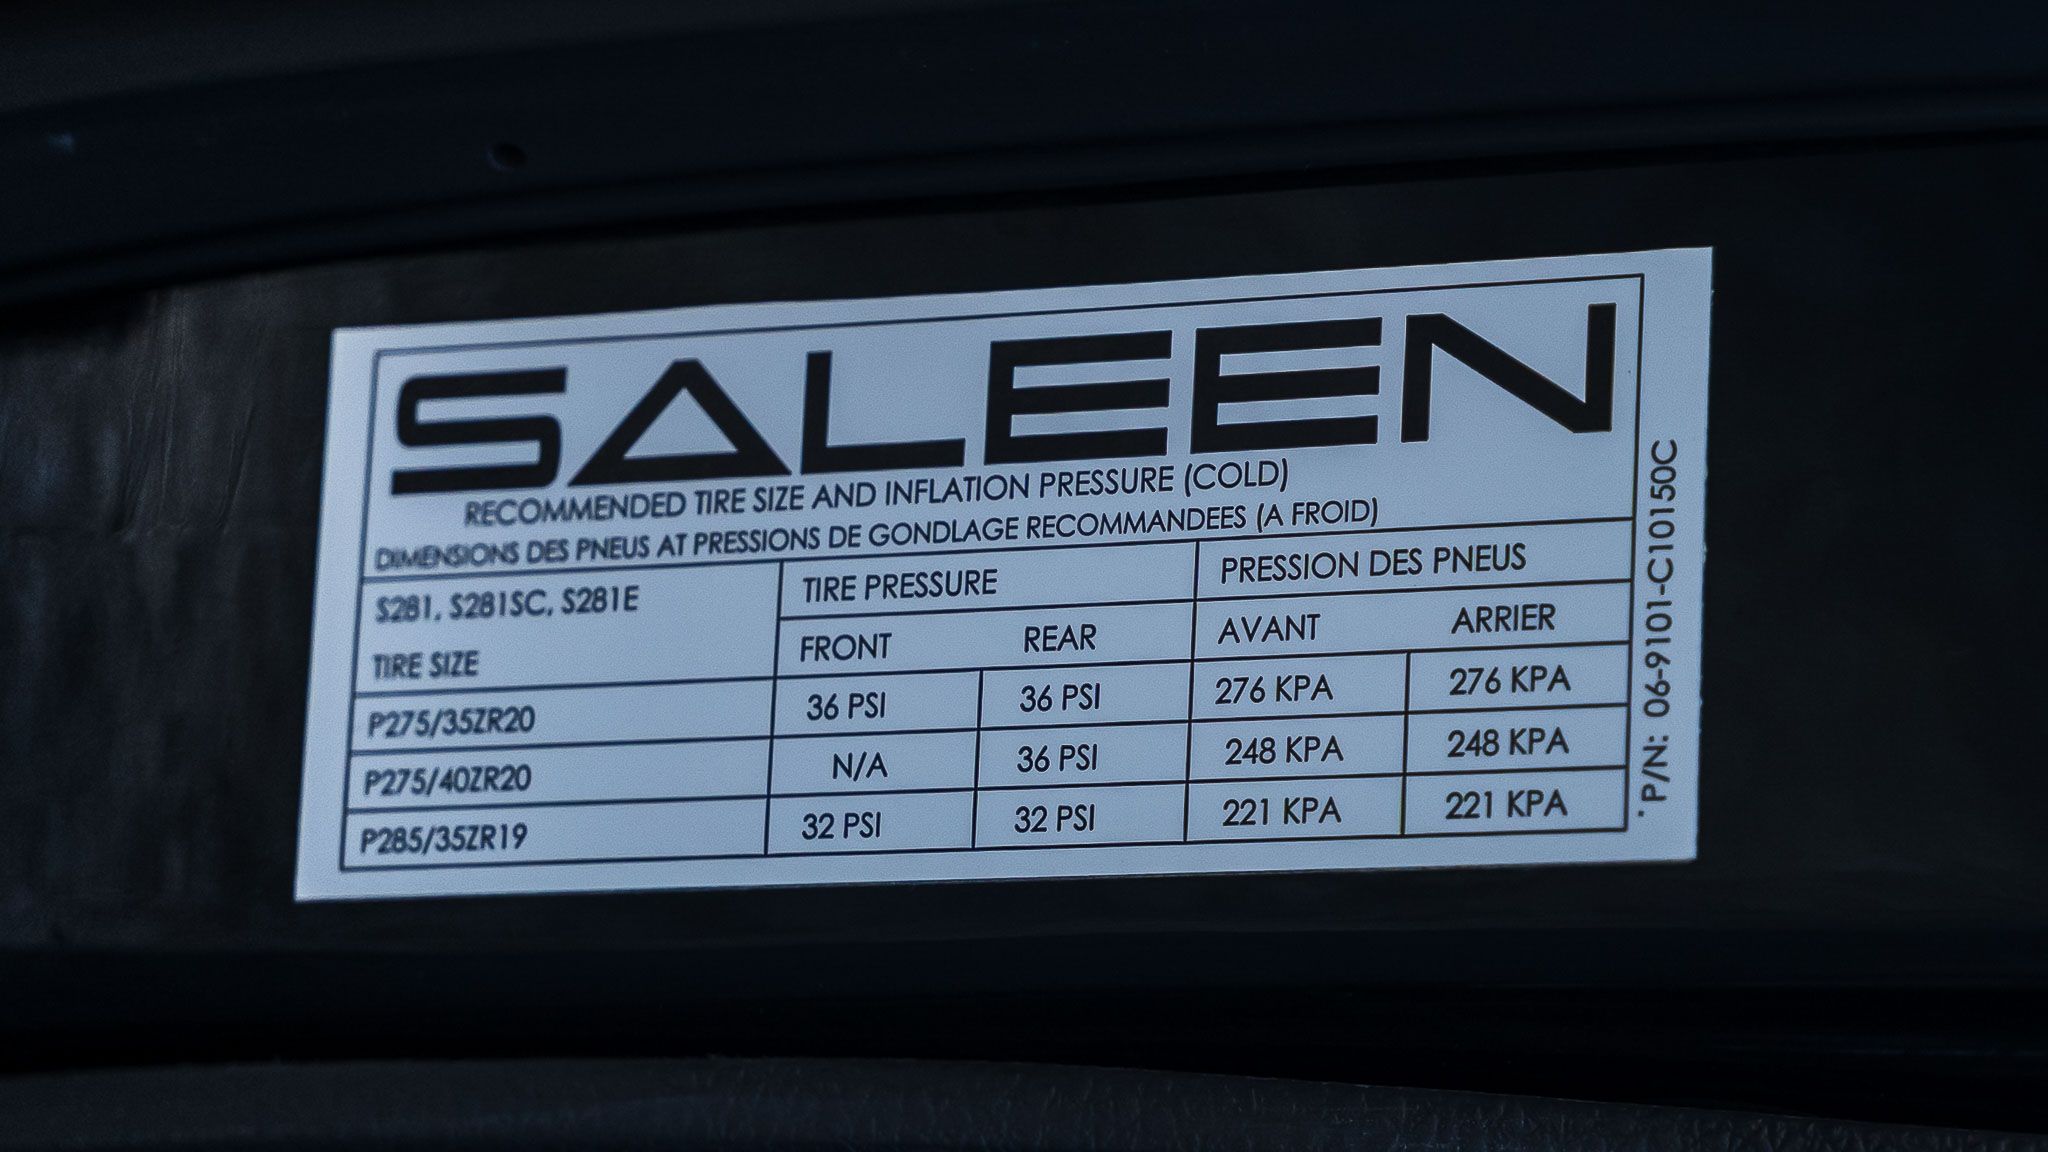 SALEEN
RECOMMENDED TIRE SIZE AND INFLATION PRESSURE (COLD)
DIMENSIONS DES PNEUS AT PRESSIONS DE GONDLAGE RECOMMANDEES (A FROID)
S281, S281SC, S281E
TIRE SIZE
TIRE PRESSURE
PRESSION DES PNEUS
FRONT REAR AVANT ARRIER
P275/35ZR20 36 PSI 36 PSI 276 KPA 276 KPA
P275/40ZR20 N/A 36 PSI 248 KPA 248 KPA
P285/35ZR19 32 PSI 32 PSI 221 KPA 221 KPA
P/N: 06-9101-C10150C